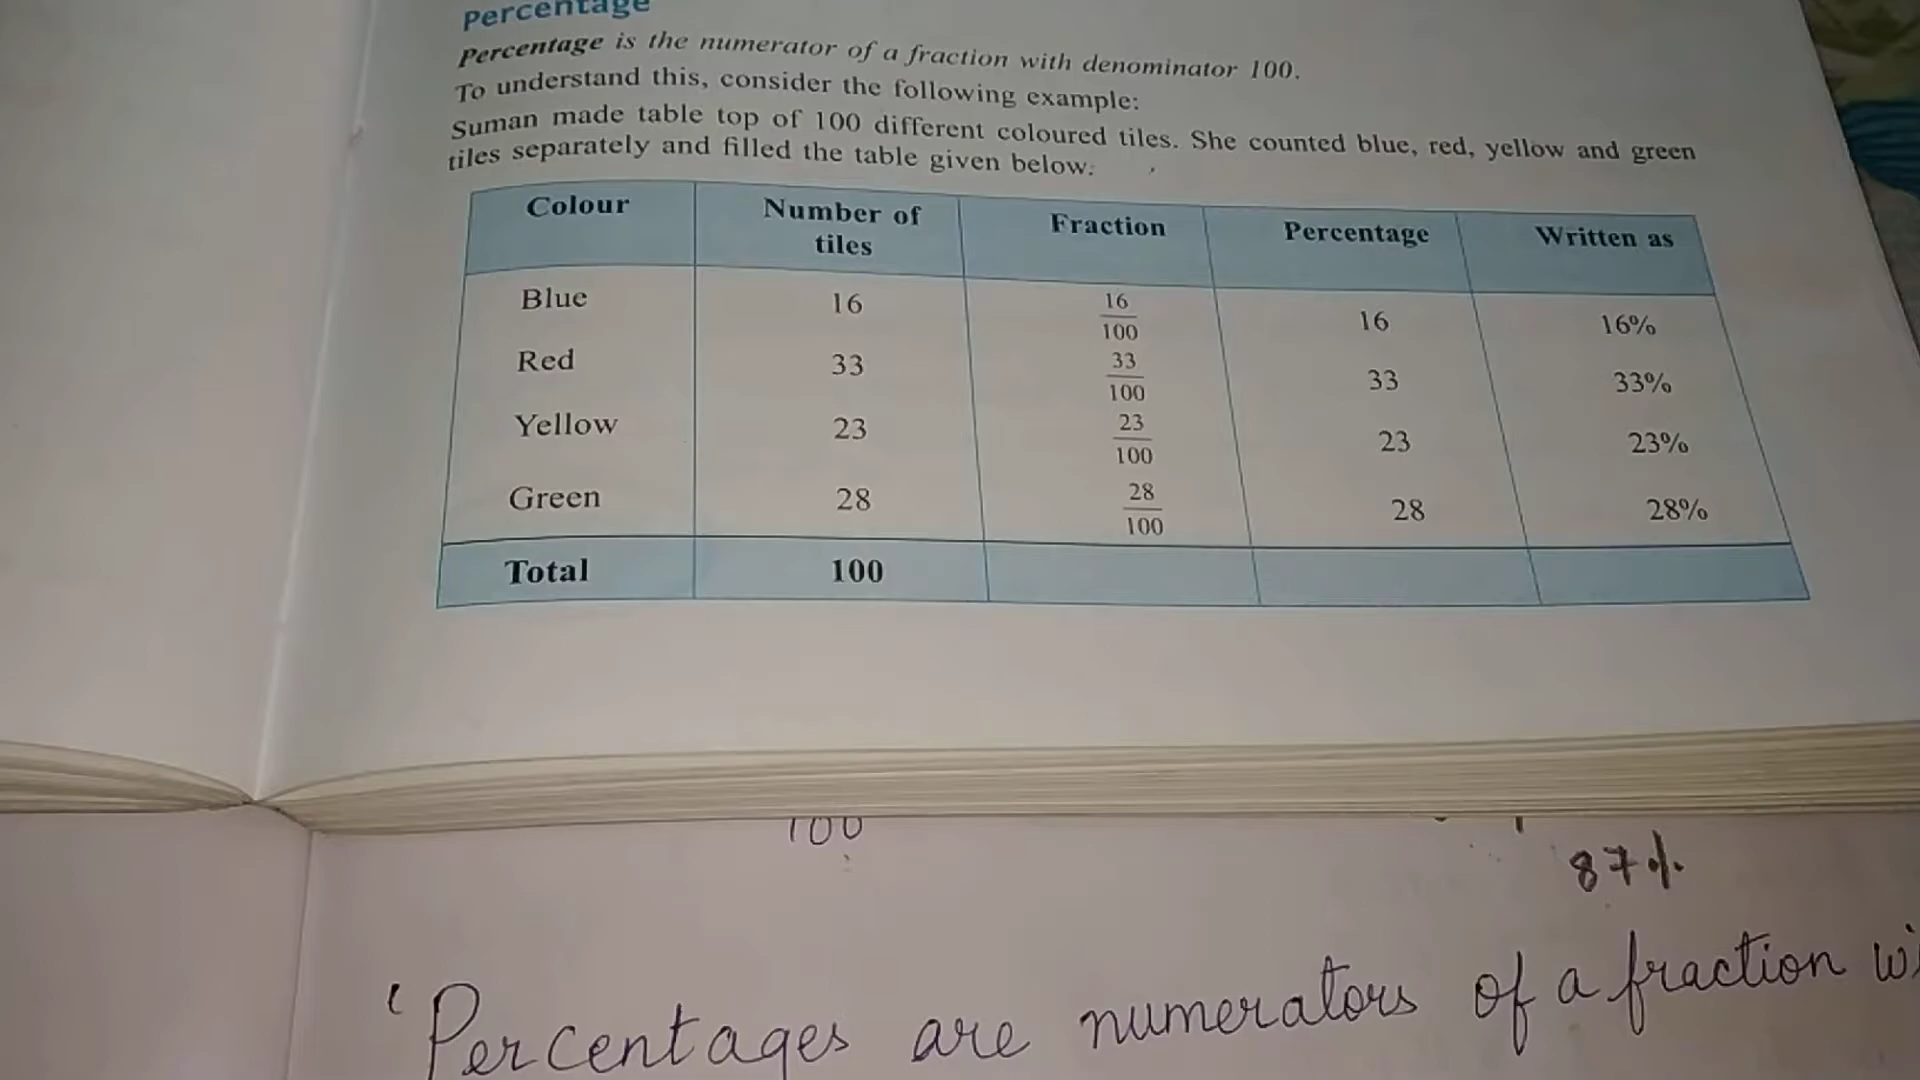 Percentage
Percentage is the numerator of a fraction with denominator 100.
To understand this, consider the following example:
Suman made table top of 100 different coloured tiles. She counted blue, red, yellow and green
tiles separately and filled the table given below:
Colour Number of tiles Fraction Percentage Written as
Blue 16 16/100 16 16%
Red 33 33/100 33 33%
Yellow 23 23/100 23 23%
Green 28 28/100 28 28%
Total 100
100
87%
'Percentages are numerators of a fraction